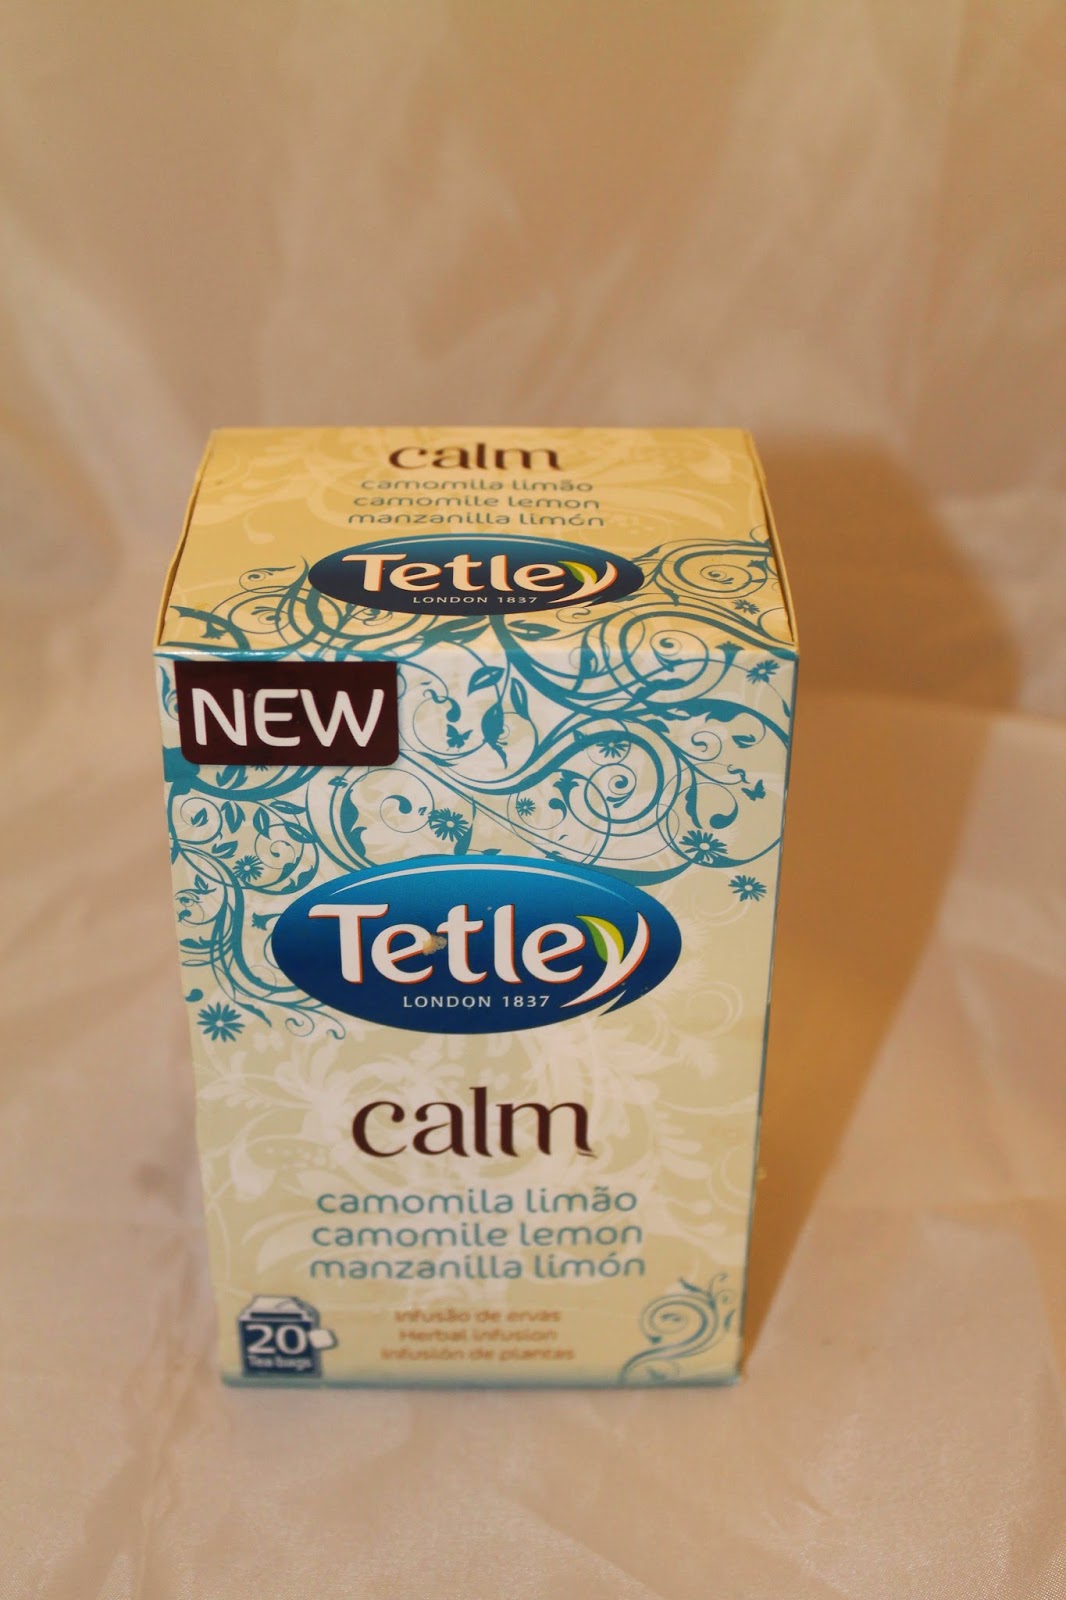 calm
camomila limão
camomile lemon
manzanilla limón
Tetley
LONDON 1837
NEW
Tetley
LONDON 1837
calm
camomila limão
camomile lemon
manzanilla limón
Infusão de ervas
Herbal infusion
Infusión de plantas
20
Tea bags